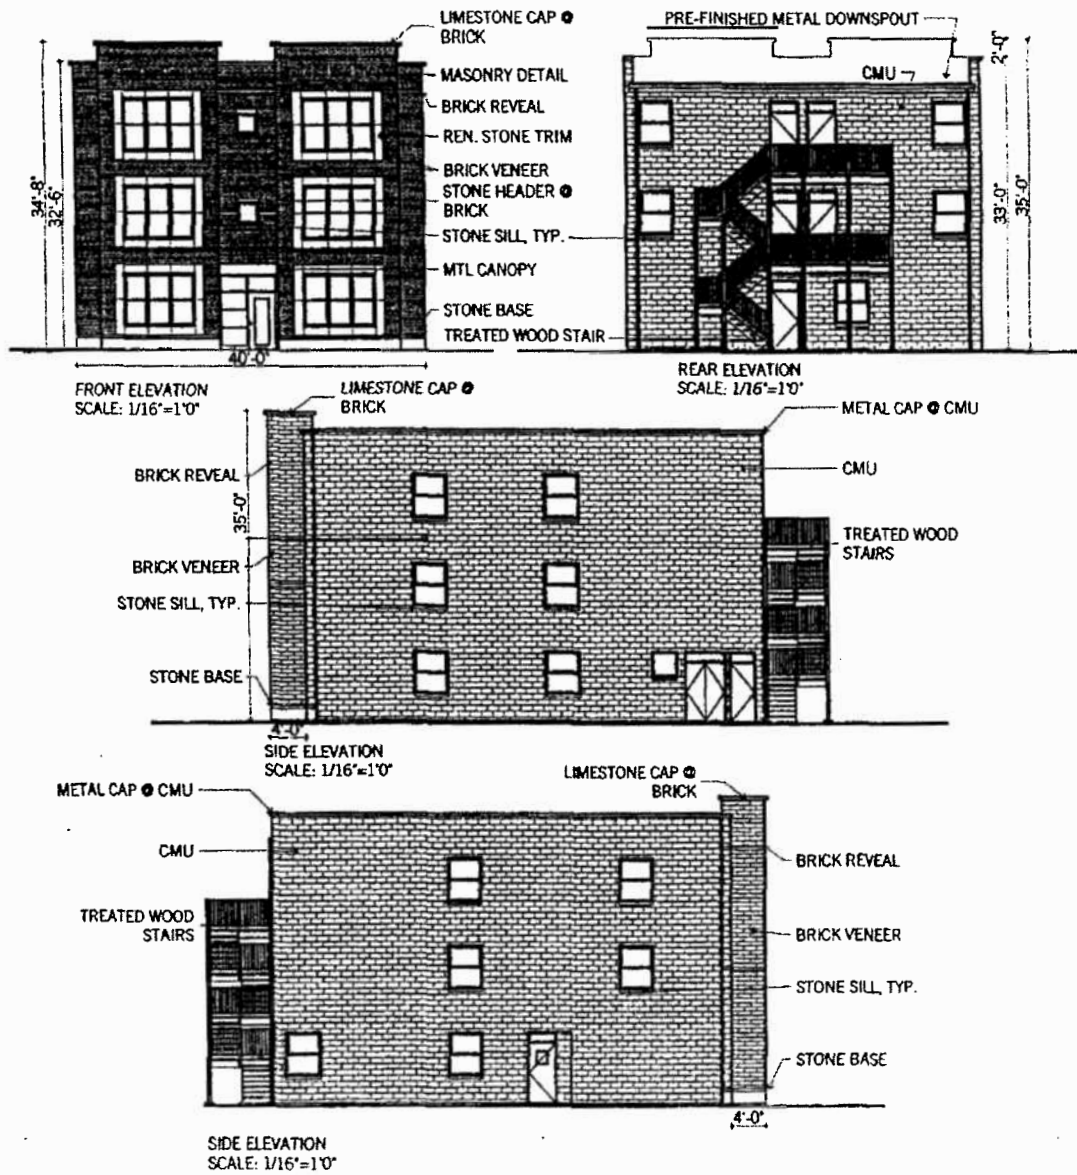 LIMESTONE CAP @
BRICK
MASONRY DETAIL
BRICK REVEAL
REN. STONE TRIM
BRICK VENEER
STONE HEADER @
BRICK
STONE SILL, TYP.
MTL CANOPY
STONE BASE
TREATED WOOD STAIR
34'-8"
32'-6"
40'-0"
FRONT ELEVATION
SCALE: 1/16"=1'0"
PRE-FINISHED METAL DOWNSPOUT
CMU
2'-0"
33'-0"
35'-0"
REAR ELEVATION
SCALE: 1/16"=1'0"
LIMESTONE CAP @
BRICK
METAL CAP @ CMU
BRICK REVEAL
CMU
35'-0"
TREATED WOOD
STAIRS
BRICK VENEER
STONE SILL, TYP.
STONE BASE
4'-0"
SIDE ELEVATION
SCALE: 1/16"=1'0"
LIMESTONE CAP @
BRICK
METAL CAP @ CMU
CMU
BRICK REVEAL
TREATED WOOD
STAIRS
BRICK VENEER
STONE SILL, TYP.
STONE BASE
4'-0"
SIDE ELEVATION
SCALE: 1/16"=1'0"